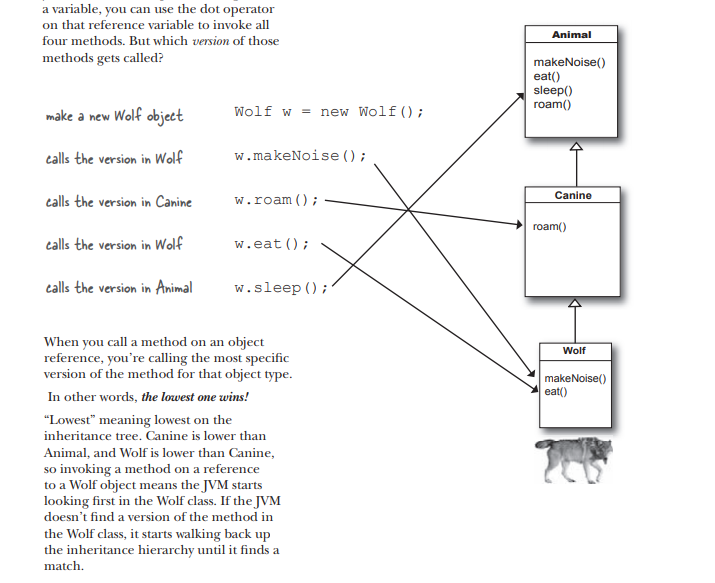 a variable, you can use the dot operator
on that reference variable to invoke all
four methods. But which version of those
methods gets called?
make a new Wolf object
Wolf w = new Wolf();
calls the version in Wolf
w.makeNoise();
calls the version in Canine
w.roam();
calls the version in Wolf
w.eat();
calls the version in Animal
w.sleep();
Animal
makeNoise()
eat()
sleep()
roam()
Canine
roam()
Wolf
makeNoise()
eat()
When you call a method on an object
reference, you’re calling the most specific
version of the method for that object type.
In other words, the lowest one wins!
“Lowest” meaning lowest on the
inheritance tree. Canine is lower than
Animal, and Wolf is lower than Canine,
so invoking a method on a reference
to a Wolf object means the JVM starts
looking first in the Wolf class. If the JVM
doesn’t find a version of the method in
the Wolf class, it starts walking back up
the inheritance hierarchy until it finds a
match.